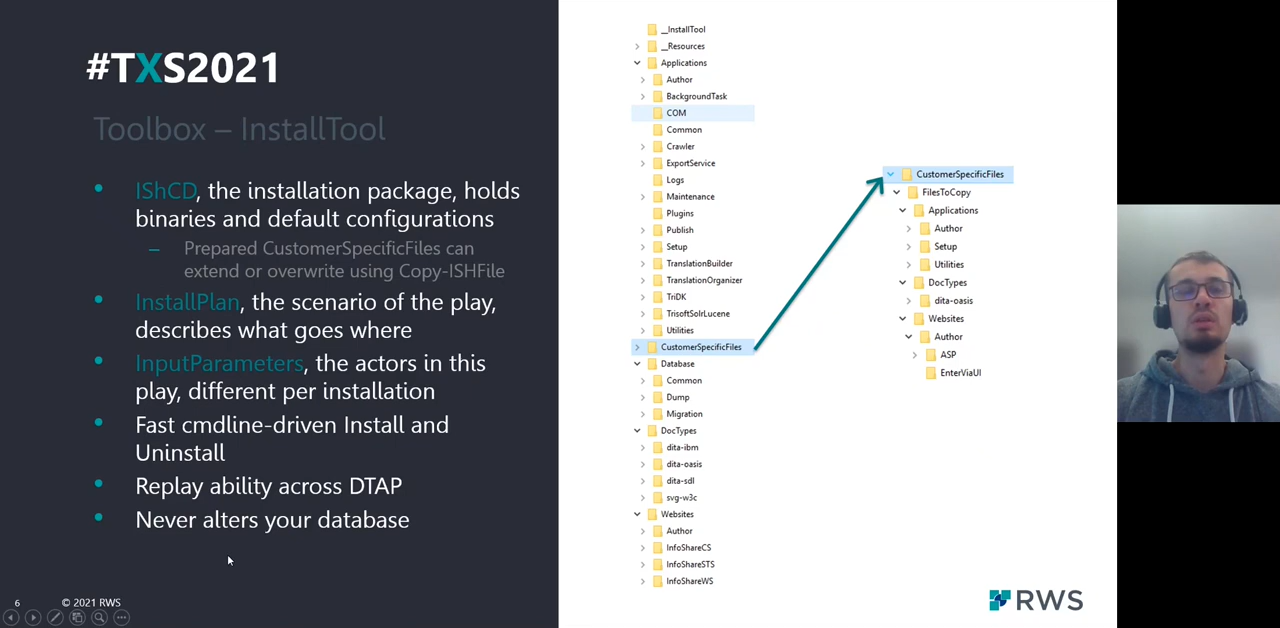 #TXS2021
Toolbox – InstallTool
• IShCD, the installation package, holds
binaries and default configurations
– Prepared CustomerSpecificFiles can
extend or overwrite using Copy-ISHFile
• InstallPlan, the scenario of the play,
describes what goes where
• InputParameters, the actors in this
play, different per installation
• Fast cmdline-driven Install and
Uninstall
• Replay ability across DTAP
• Never alters your database
6 © 2021 RWS
__InstallTool
__Resources
Applications
Author
BackgroundTask
COM
Common
Crawler
ExportService
Logs
Maintenance
Plugins
Publish
Setup
TranslationBuilder
TranslationOrganizer
TriDK
TrisoftSolrLucene
Utilities
CustomerSpecificFiles
Database
Common
Dump
Migration
DocTypes
dita-ibm
dita-oasis
dita-sdl
svg-w3c
Websites
Author
InfoShareCS
InfoShareSTS
InfoShareWS
CustomerSpecificFiles
FilesToCopy
Applications
Author
Setup
Utilities
DocTypes
dita-oasis
Websites
Author
ASP
EnterViaUI
RWS